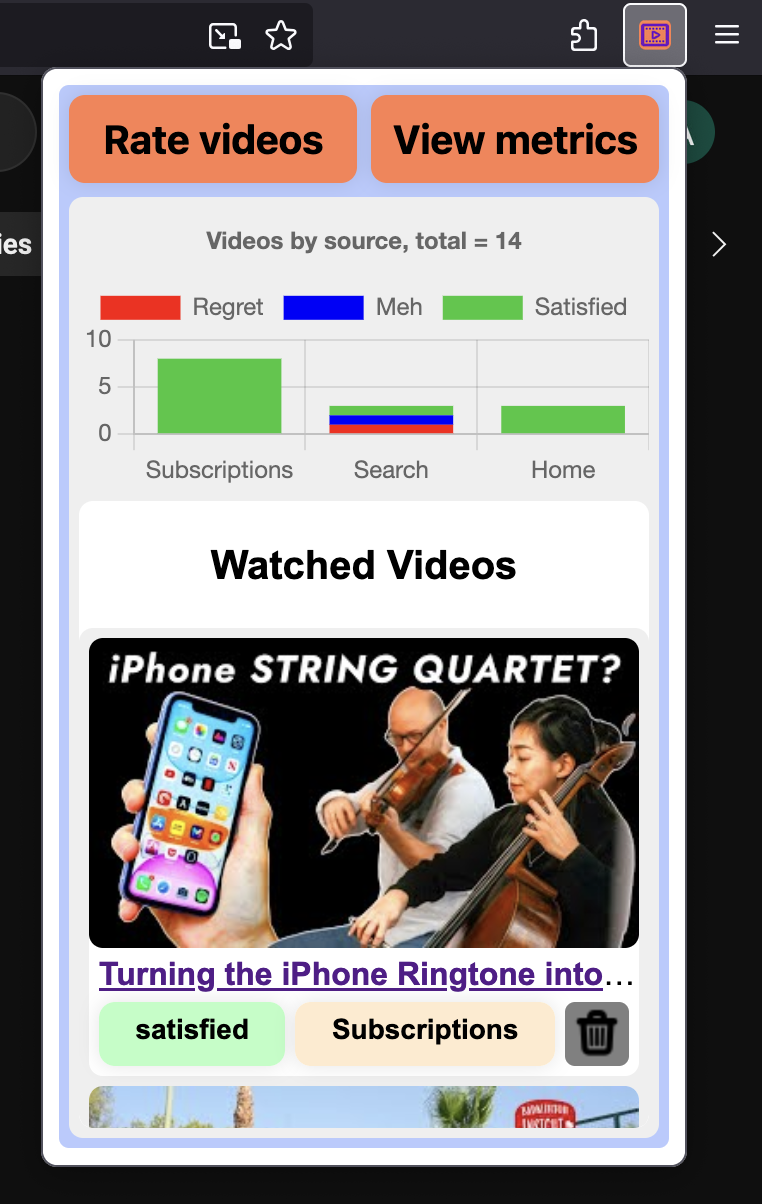 Rate videos View metrics
ies
Videos by source, total = 14
Regret Meh Satisfied
10
5
0
Subscriptions Search Home
Watched Videos
iPhone STRING QUARTET?
Turning the iPhone Ringtone into...
satisfied Subscriptions